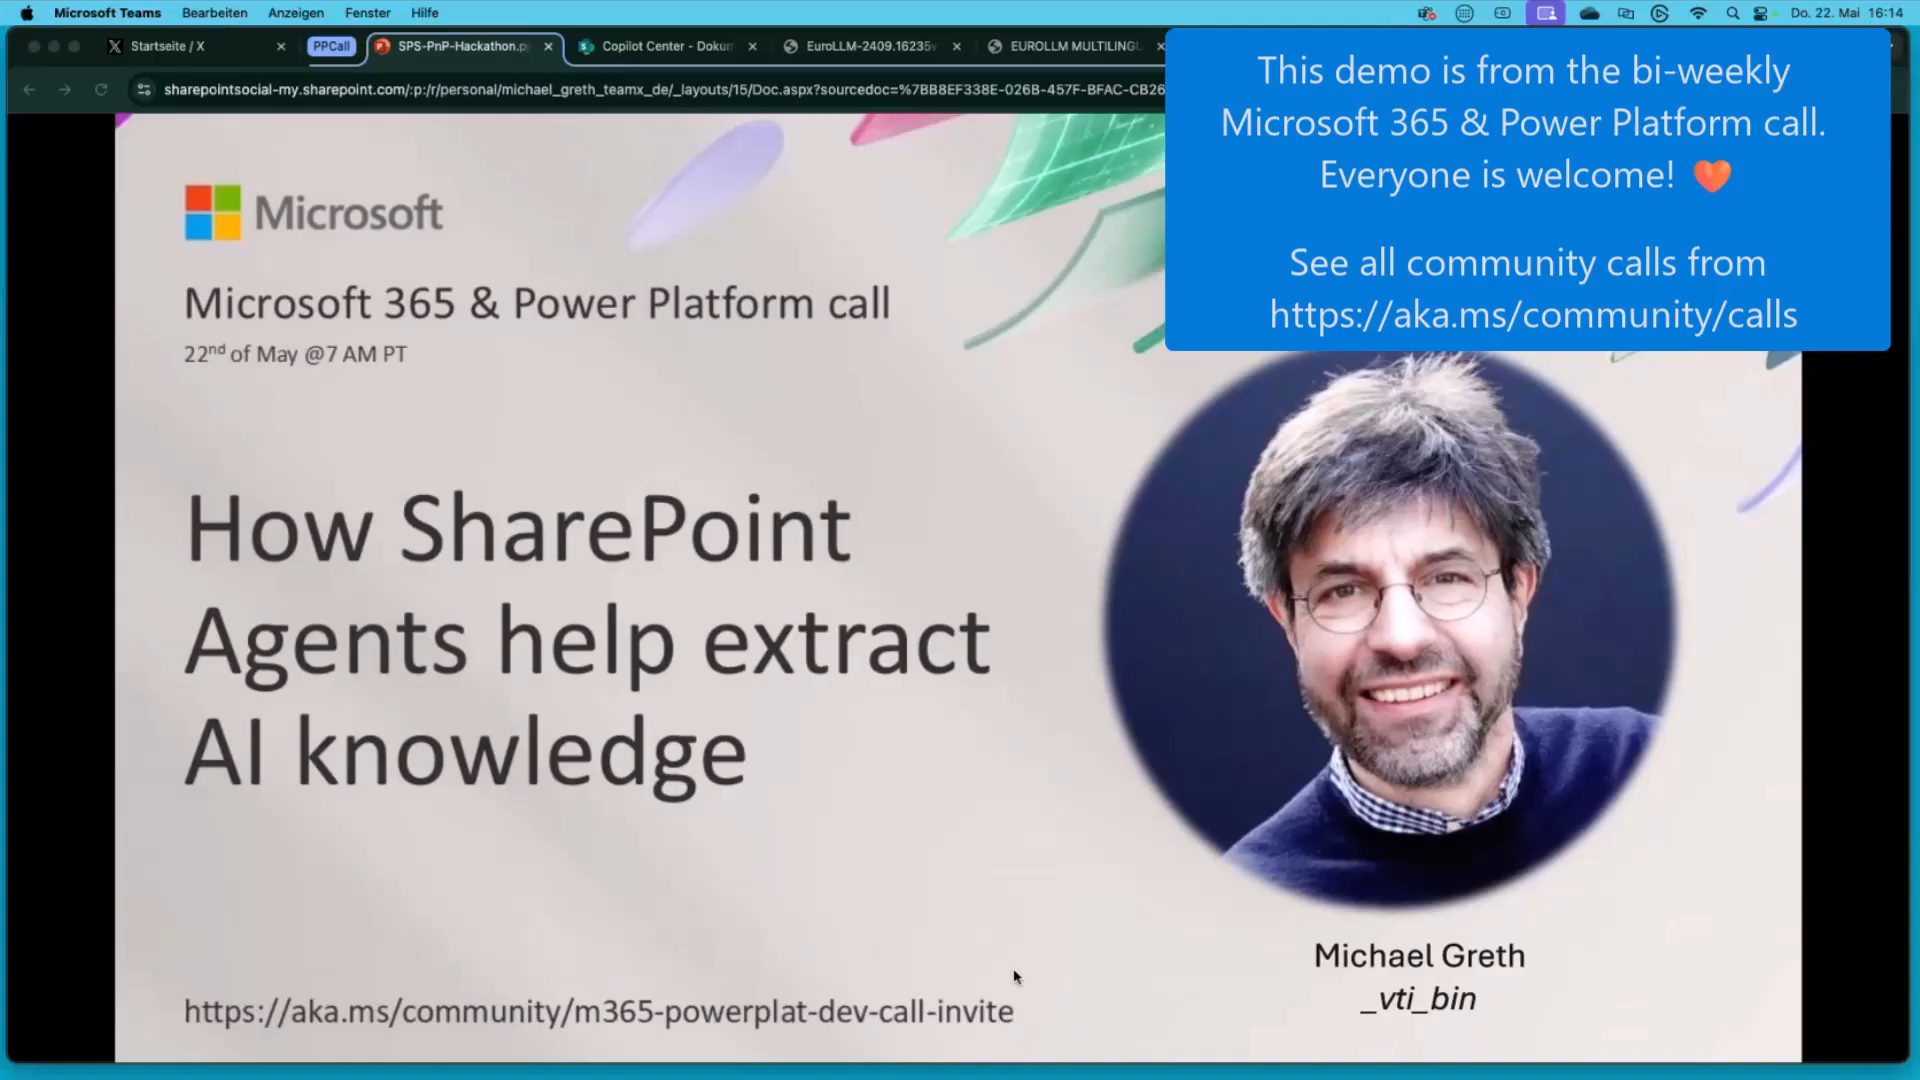 Microsoft Teams Bearbeiten Anzeigen Fenster Hilfe Do. 22. Mai 16:14
Startseite / X PPCall SPS-PnP-Hackathon.p Copilot Center - Dokum EuroLLM-2409.16235v EUROLLM MULTILINGU
sharepointsocial-my.sharepoint.com/:p:/r/personal/michael_greth_teamx_de/_layouts/15/Doc.aspx?sourcedoc=%7BB8EF338E-026B-457F-BFAC-CB26
This demo is from the bi-weekly
Microsoft 365 & Power Platform call.
Everyone is welcome! 🧡
See all community calls from
https://aka.ms/community/calls
Microsoft
Microsoft 365 & Power Platform call
22nd of May @7 AM PT
How SharePoint
Agents help extract
AI knowledge
Michael Greth
_vti_bin
https://aka.ms/community/m365-powerplat-dev-call-invite